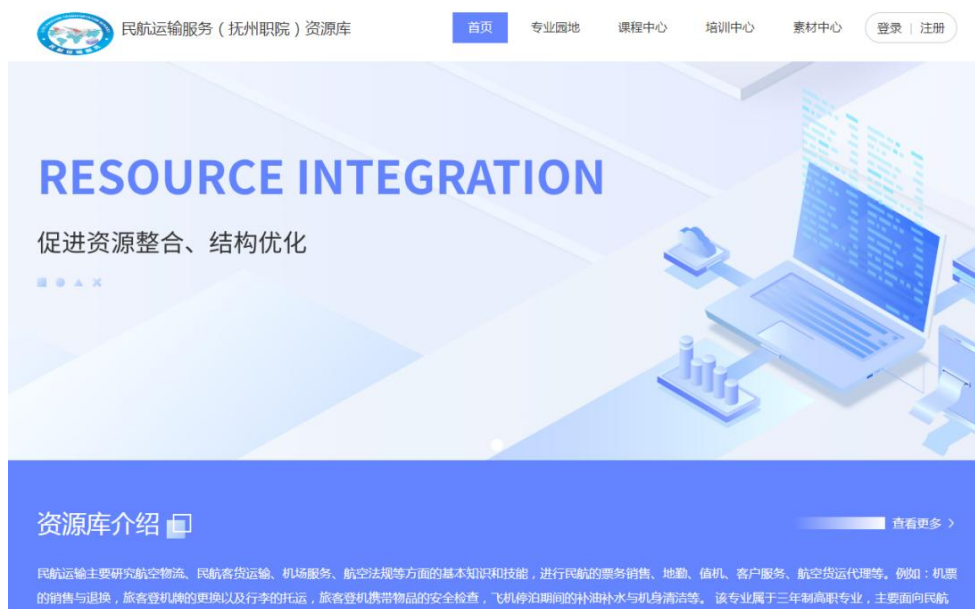 民航运输服务（抚州职院）资源库
首页 专业园地 课程中心 培训中心 素材中心 登录 | 注册
RESOURCE INTEGRATION
促进资源整合、结构优化
资源库介绍
查看更多 >
民航运输主要研究航空物流、民航客货运输、机场服务、航空法规等方面的基本知识和技能，进行民航的票务销售、地勤、值机、客户服务、航空货运代理等。例如：机票
的销售与退换，旅客登机牌的更换以及行李的托运，旅客登机携带物品的安全检查，飞机停泊期间的补油补水与机身清洁等。 该专业属于三年制高职专业，主要面向民航